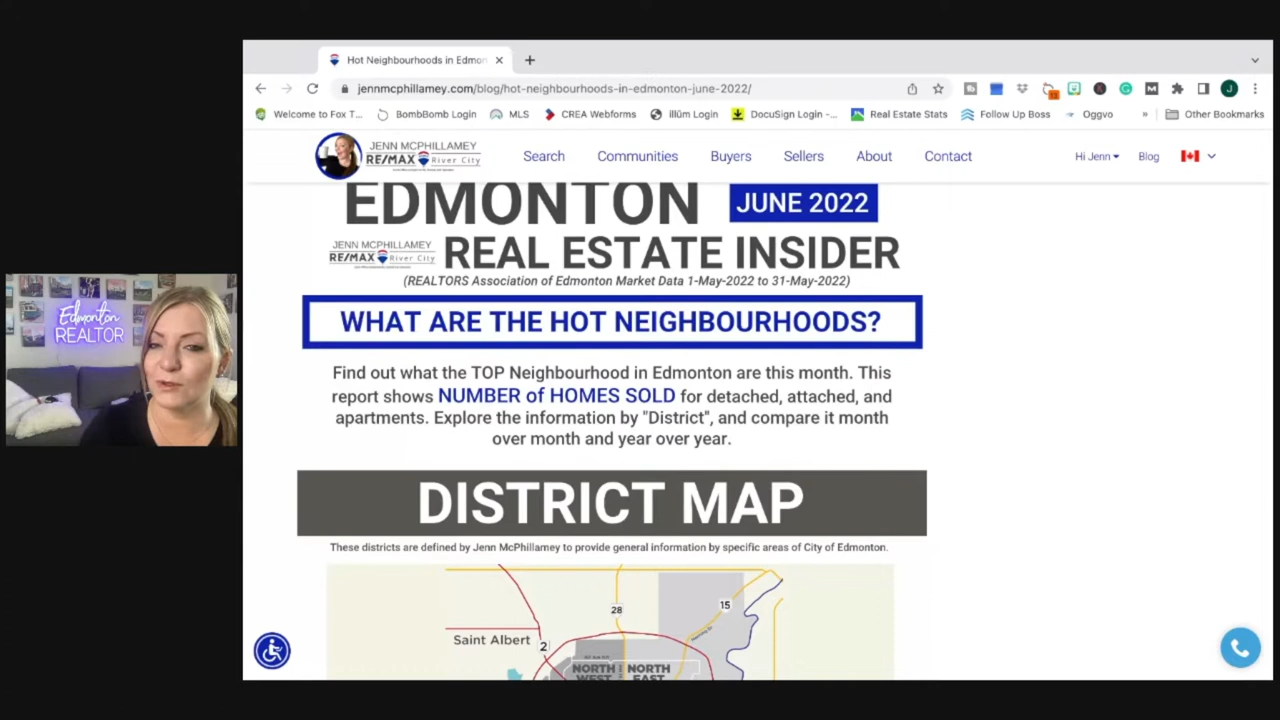 Hot Neighbourhoods in Edmon
jennmcphillamey.com/blog/hot-neighbourhoods-in-edmonton-june-2022/
Welcome to Fox T... BombBomb Login MLS CREA Webforms illūm Login DocuSign Login -... Real Estate Stats Follow Up Boss Oggvo » Other Bookmarks
JENN MCPHILLAMEY
RE/MAX River City
Search Communities Buyers Sellers About Contact Hi Jenn Blog
EDMONTON JUNE 2022
JENN MCPHILLAMEY
RE/MAX River City
REAL ESTATE INSIDER
(REALTORS Association of Edmonton Market Data 1-May-2022 to 31-May-2022)
WHAT ARE THE HOT NEIGHBOURHOODS?
Find out what the TOP Neighbourhood in Edmonton are this month. This
report shows NUMBER of HOMES SOLD for detached, attached, and
apartments. Explore the information by "District", and compare it month
over month and year over year.
DISTRICT MAP
These districts are defined by Jenn McPhillamey to provide general information by specific areas of City of Edmonton.
15
28
Saint Albert
2
NORTH NORTH
WEST EAST
Edmonton
REALTOR
J